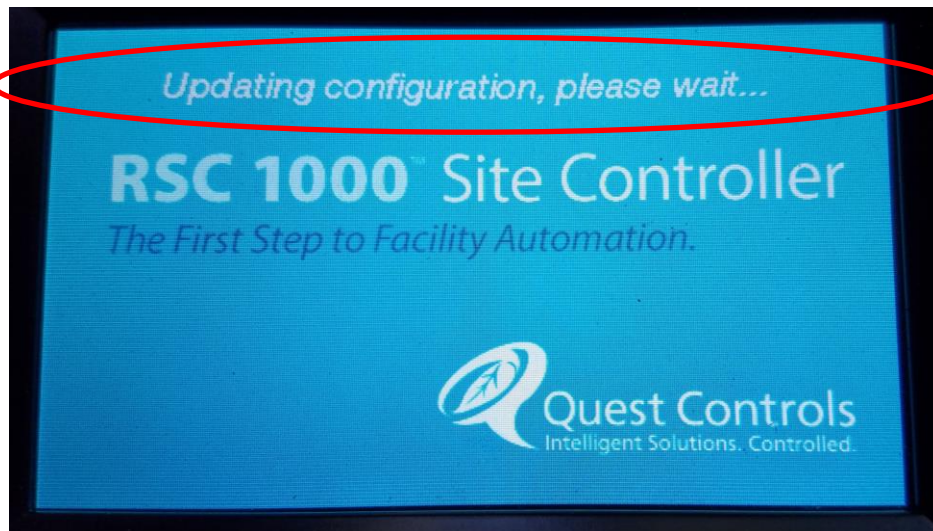 Updating configuration, please wait...
RSC 1000™ Site Controller
The First Step to Facility Automation.
Quest Controls
Intelligent Solutions. Controlled.